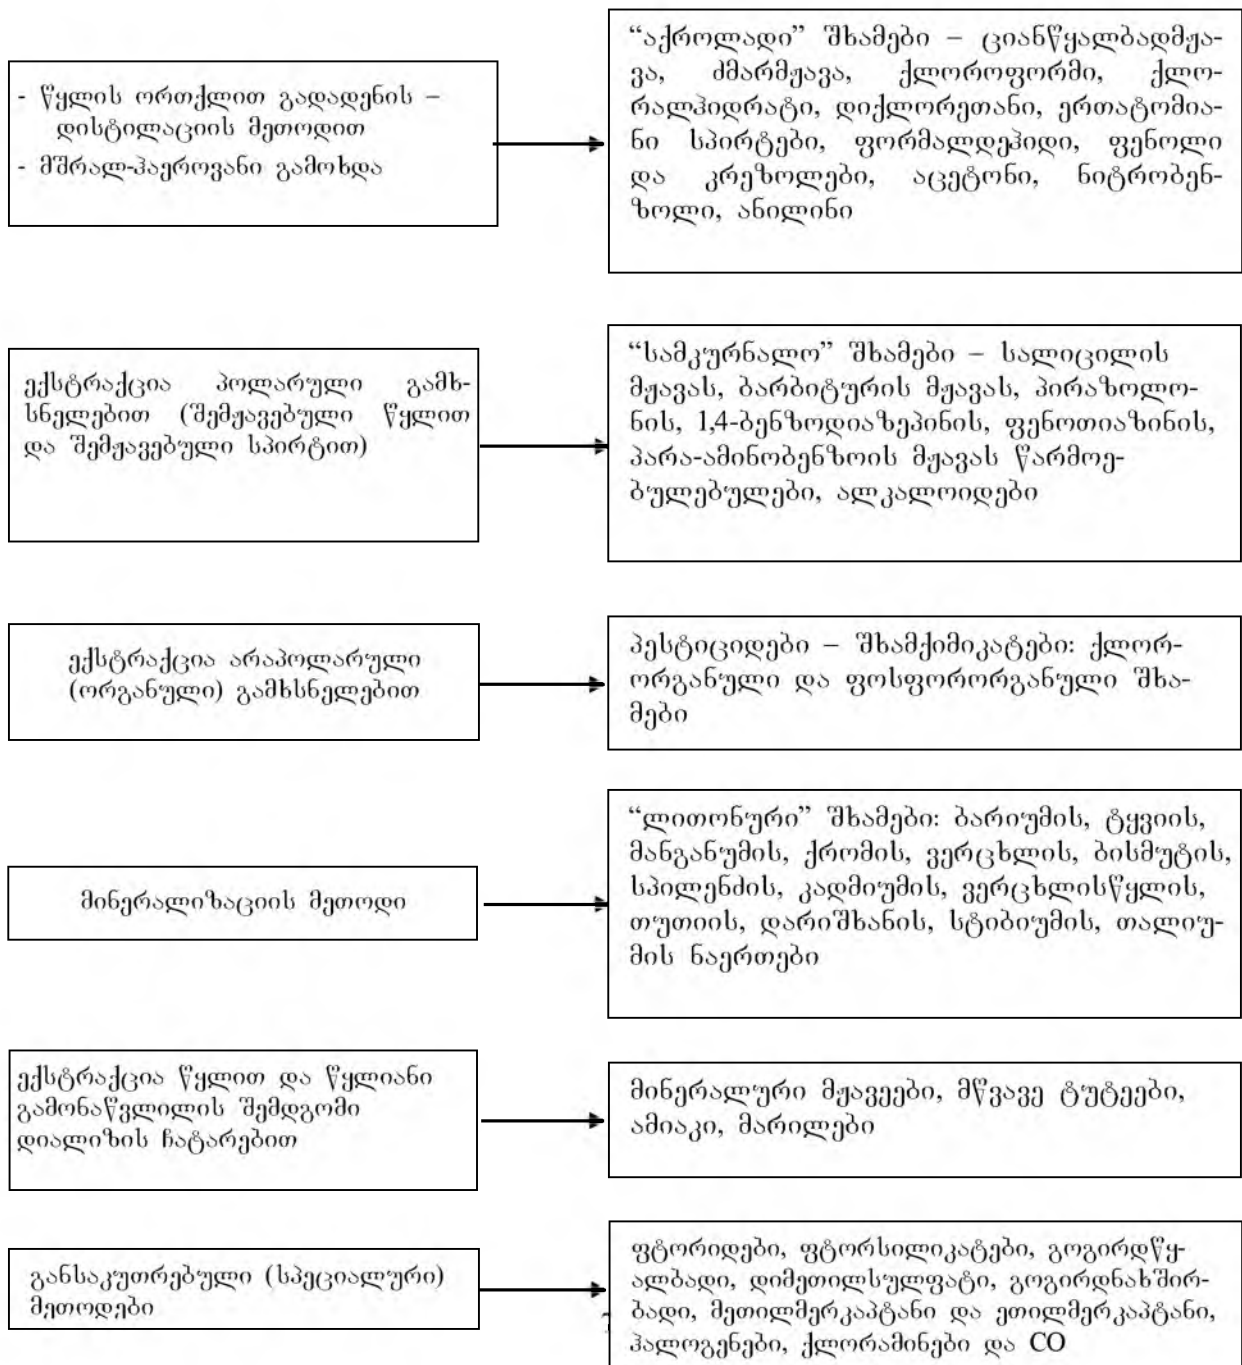 - წყლის ორთქლით გადადენის –
დისტილაციის მეთოდით
- მშრალ-ჰაეროვანი გამოხდა
“აქროლადი” შხამები – ციანწყალბადმჟა-
ვა, ძმარმჟავა, ქლოროფორმი, ქლო-
რალჰიდრატი, დიქლორეთანი, ერთატომია-
ნი სპირტები, ფორმალდეჰიდი, ფენოლი
და კრეზოლები, აცეტონი, ნიტრობენ-
ზოლი, ანილინი
ექსტრაქცია პოლარული გამხ-
სნელებით (შემჟავებული წყლით
და შემჟავებული სპირტით)
“სამკურნალო” შხამები – სალიცილის
მჟავას, ბარბიტურის მჟავას, პირაზოლო-
ნის, 1,4-ბენზოდიაზეპინის, ფენოთიაზინის,
პარა-ამინობენზოის მჟავას წარმოე-
ბულებულები, ალკალოიდები
ექსტრაქცია არაპოლარული
(ორგანული) გამხსნელებით
პესტიციდები – შხამქიმიკატები: ქლორ-
ორგანული და ფოსფორორგანული შხა-
მები
მინერალიზაციის მეთოდი
“ლითონური” შხამები: ბარიუმის, ტყვიის,
მანგანუმის, ქრომის, ვერცხლის, ბისმუტის,
სპილენძის, კადმიუმის, ვერცხლისწყლის,
თუთიის, დარიშხანის, სტიბიუმის, თალიუ-
მის ნაერთები
ექსტრაქცია წყლით და წყლიანი
გამონაწვლილის შემდგომი
დიალიზის ჩატარებით
მინერალური მჟავეები, მწვავე ტუტეები,
ამიაკი, მარილები
განსაკუთრებული (სპეციალური)
მეთოდები
ფტორიდები, ფტორსილიკატები, გოგირდწყ-
ალბადი, დიმეთილსულფატი, გოგირდნახშირ-
ბადი, მეთილმერკაპტანი და ეთილმერკაპტანი,
ჰალოგენები, ქლორამინები და CO